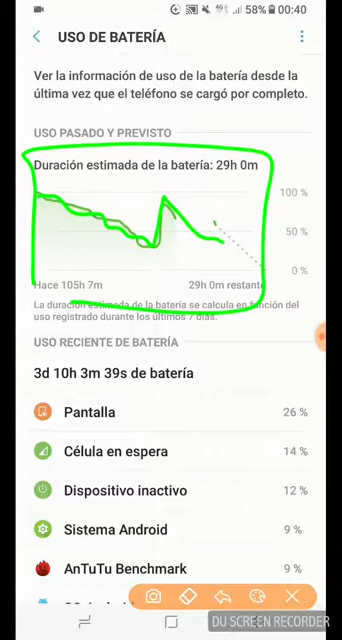 58% 00:40
USO DE BATERÍA
Ver la información de uso de la batería desde la
última vez que el teléfono se cargó por completo.
USO PASADO Y PREVISTO
Duración estimada de la batería: 29h 0m
100 %
50 %
0 %
Hace 105h 7m 29h 0m restante
La duración estimada de la batería se calcula en función del
uso registrado durante los últimos 7 días.
USO RECIENTE DE BATERÍA
3d 10h 3m 39s de batería
Pantalla 26 %
Célula en espera 14 %
Dispositivo inactivo 12 %
Sistema Android 9 %
AnTuTu Benchmark 9 %
DU SCREEN RECORDER